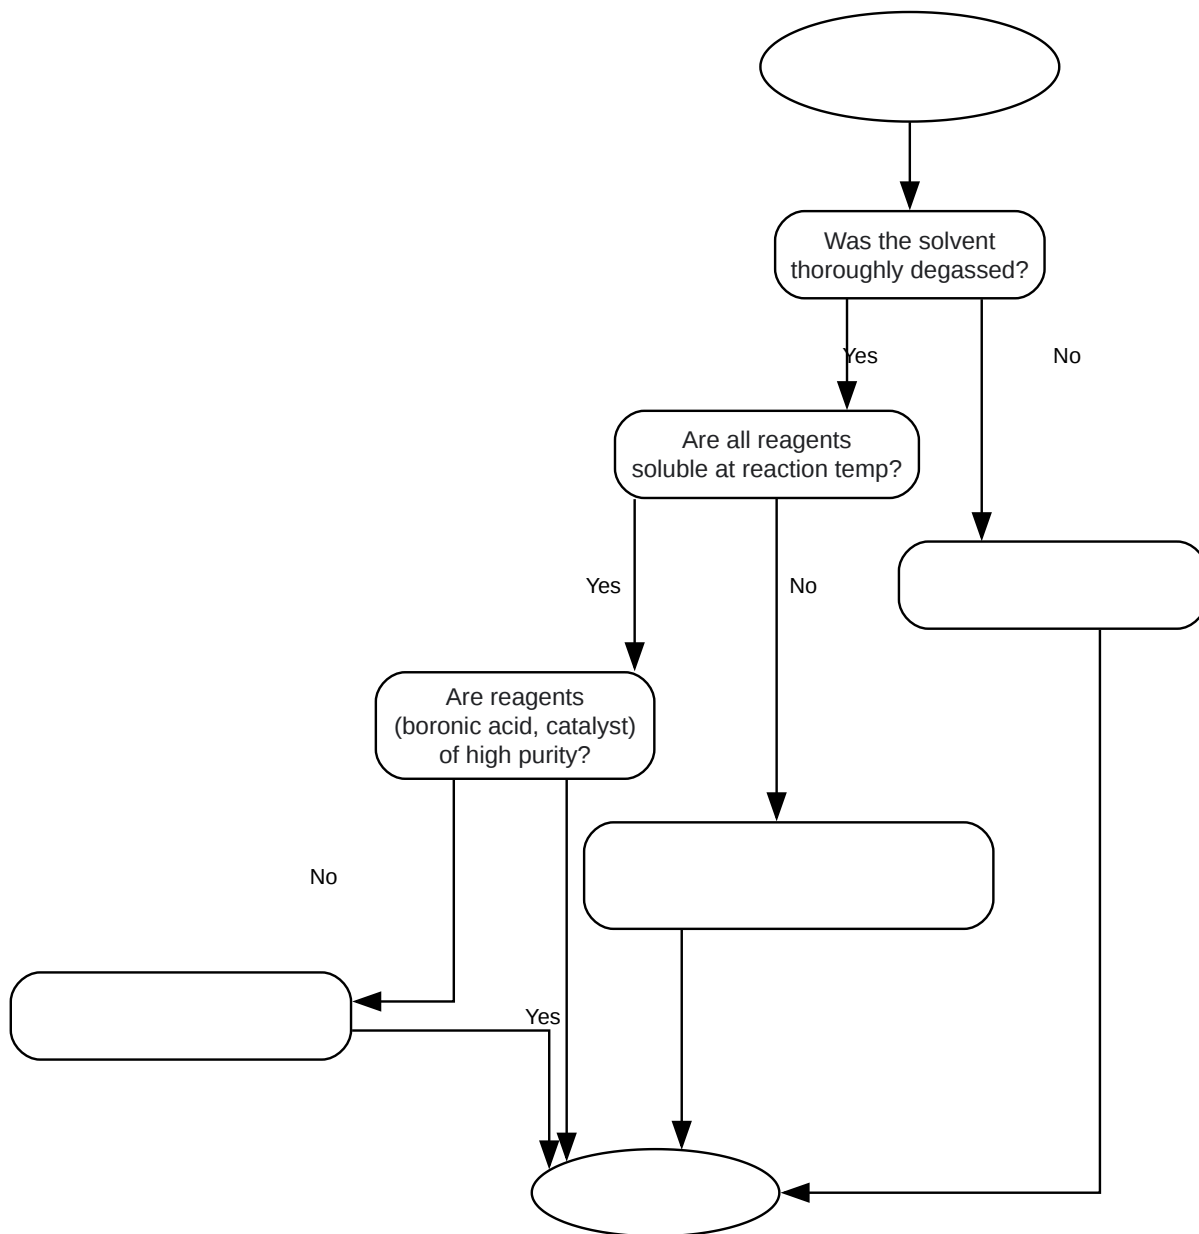 Was the solvent
thoroughly degassed?
Yes
No
Are all reagents
soluble at reaction temp?
Yes
No
Are reagents
(boronic acid, catalyst)
of high purity?
No
Yes